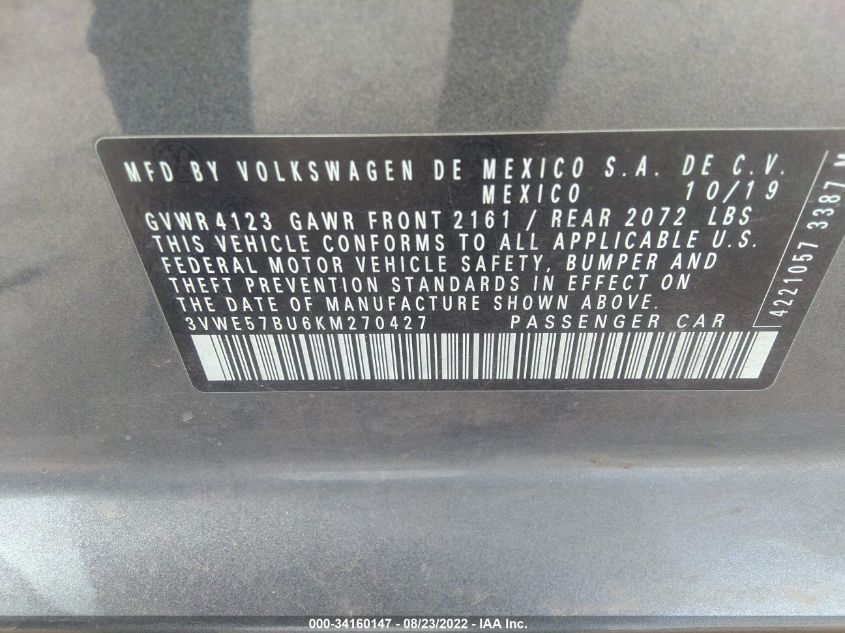 MFD BY VOLKSWAGEN DE MEXICO S.A. DE C.V.
MEXICO 10/19
GVWR 4123 GAWR FRONT 2161 / REAR 2072 LBS
THIS VEHICLE CONFORMS TO ALL APPLICABLE U.S.
FEDERAL MOTOR VEHICLE SAFETY, BUMPER AND
THEFT PREVENTION STANDARDS IN EFFECT ON
THE DATE OF MANUFACTURE SHOWN ABOVE.
3VWE57BU6KM270427 PASSENGER CAR
4221057 3387 M
000-34160147 - 08/23/2022 - IAA Inc.